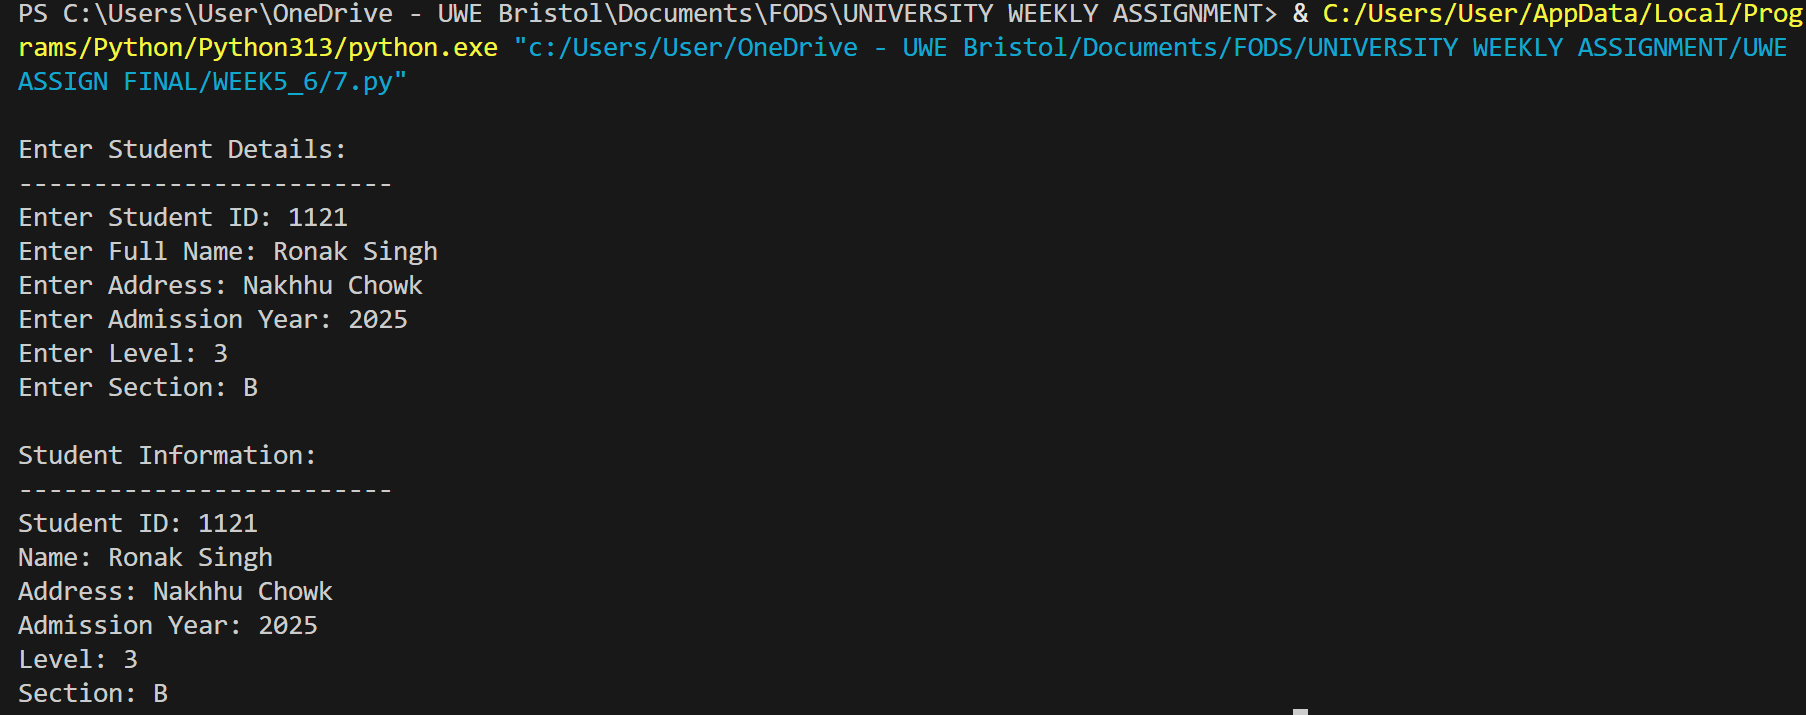 PS C:\Users\User\OneDrive - UWE Bristol\Documents\FODS\UNIVERSITY WEEKLY ASSIGNMENT> & C:/Users/User/AppData/Local/Prog
rams/Python/Python313/python.exe "c:/Users/User/OneDrive - UWE Bristol/Documents/FODS/UNIVERSITY WEEKLY ASSIGNMENT/UWE
ASSIGN FINAL/WEEK5_6/7.py"

Enter Student Details:
-------------------------
Enter Student ID: 1121
Enter Full Name: Ronak Singh
Enter Address: Nakhhu Chowk
Enter Admission Year: 2025
Enter Level: 3
Enter Section: B

Student Information:
-------------------------
Student ID: 1121
Name: Ronak Singh
Address: Nakhhu Chowk
Admission Year: 2025
Level: 3
Section: B